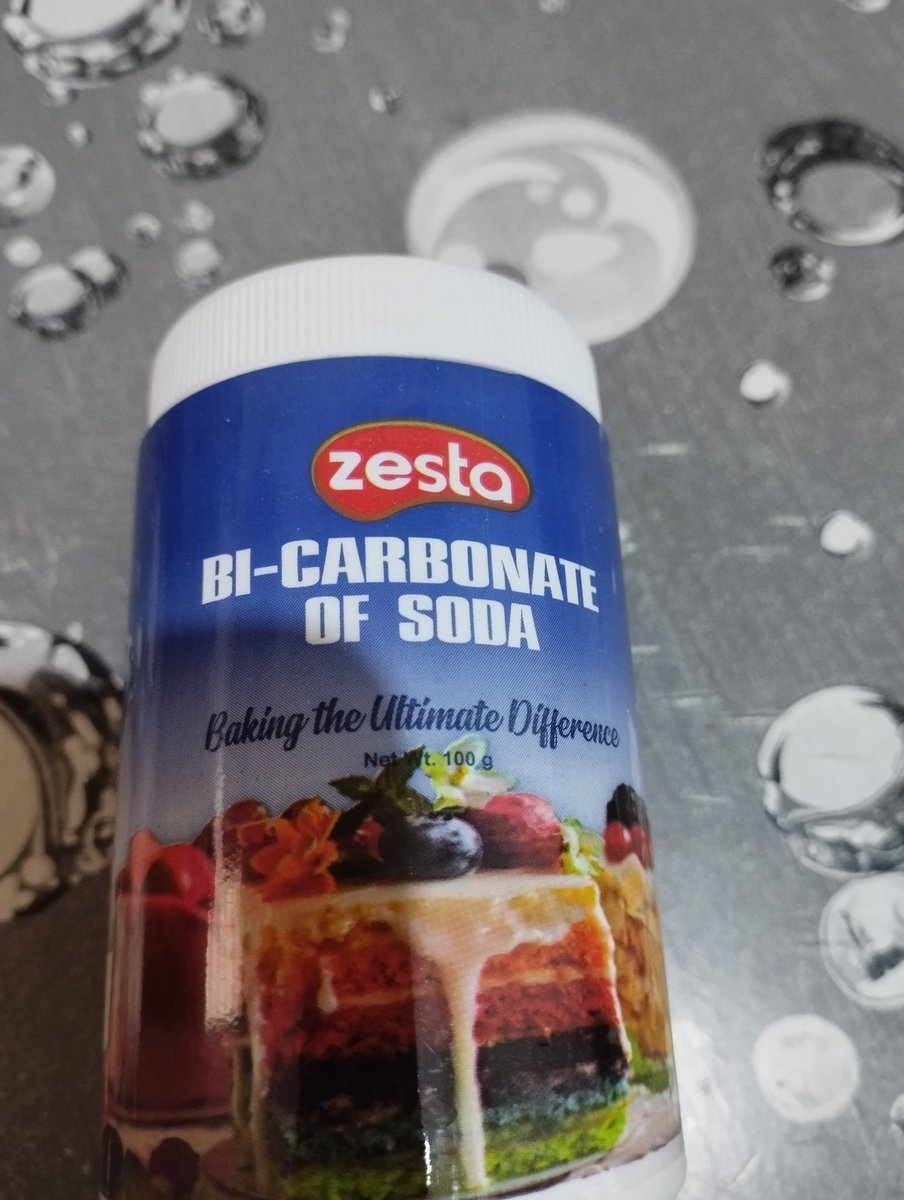 zesta
BI-CARBONATE
OF SODA
Baking the Ultimate Difference
Net Wt. 100 g